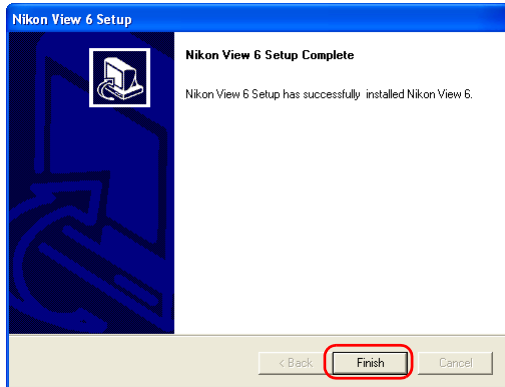 Nikon View 6 Setup
Nikon View 6 Setup Complete
Nikon View 6 Setup has successfully installed Nikon View 6.
< Back Finish Cancel